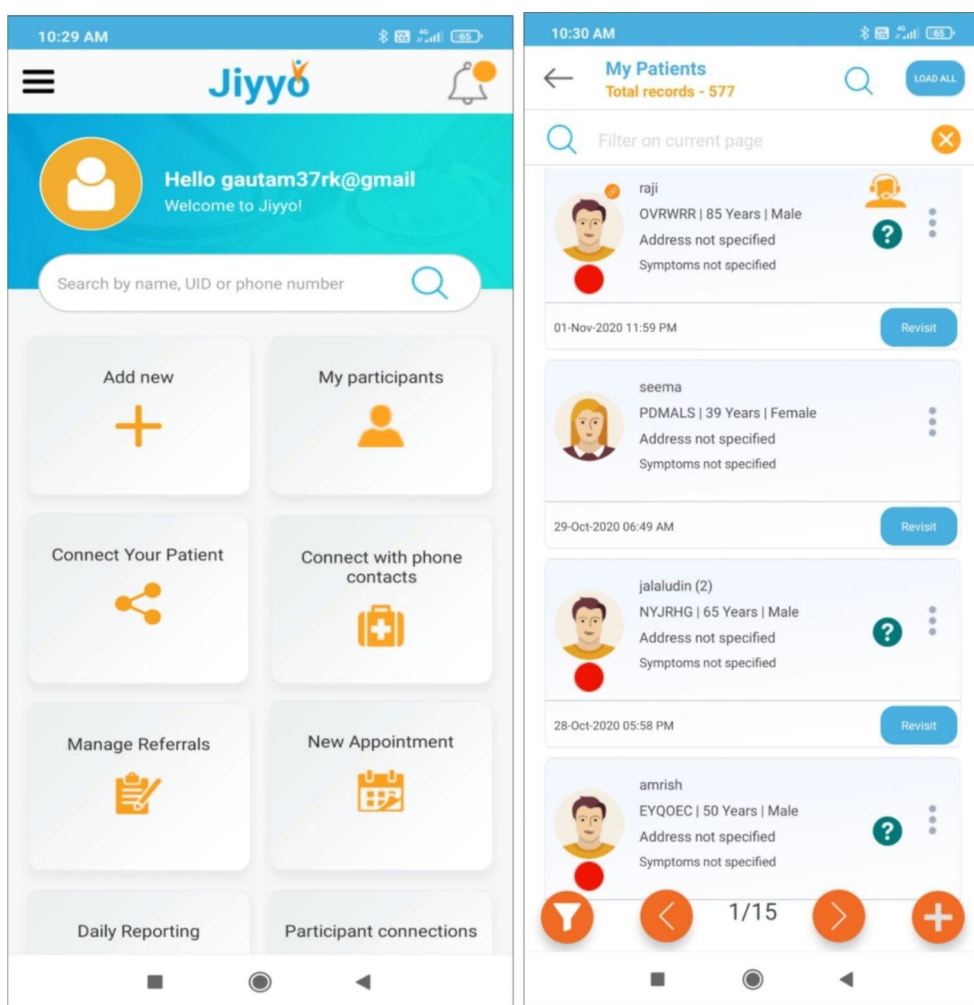 10:29 AM
4G
65
Jiyyo
Hello gautam37rk@gmail
Welcome to Jiyyo!
Search by name, UID or phone number
Add new
My participants
Connect Your Patient
Connect with phone
contacts
Manage Referrals
New Appointment
Daily Reporting
Participant connections
10:30 AM
4G
65
My Patients
Total records - 577
LOAD ALL
Filter on current page
raji
OVRWRR | 85 Years | Male
Address not specified
?
Symptoms not specified
01-Nov-2020 11:59 PM
Revisit
seema
PDMALS | 39 Years | Female
Address not specified
Symptoms not specified
29-Oct-2020 06:49 AM
Revisit
jalaludin (2)
NYJRHG | 65 Years | Male
Address not specified
?
Symptoms not specified
28-Oct-2020 05:58 PM
Revisit
amrish
EYQOEC | 50 Years | Male
Address not specified
?
Symptoms not specified
1/15